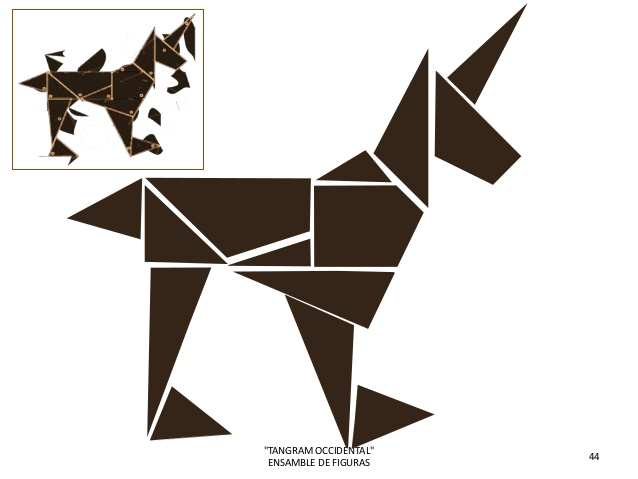 "TANGRAM OCCIDENTAL"
ENSAMBLE DE FIGURAS
44